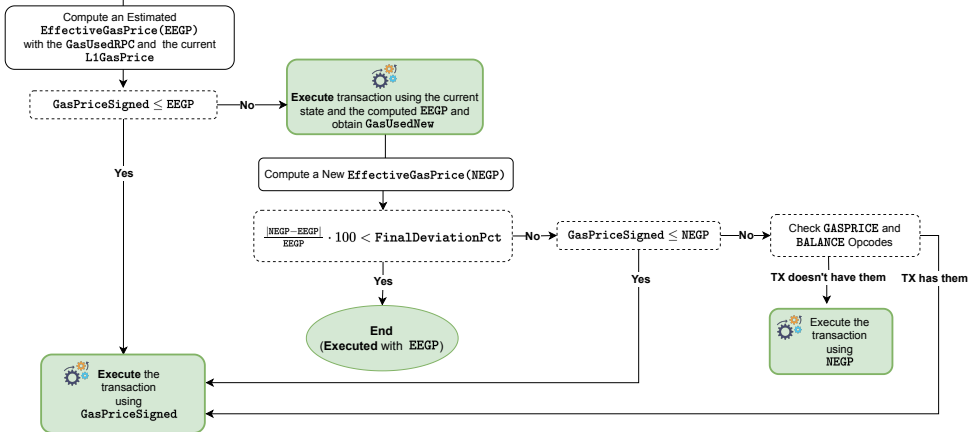 Compute an Estimated
EffectiveGasPrice(EEGP)
with the GasUsedRPC and the current
L1GasPrice
GasPriceSigned ≤ EEGP
No
Execute transaction using the current
state and the computed EEGP and
obtain GasUsedNew
Yes
Compute a New EffectiveGasPrice(NEGP)
|NEGP−EEGP|
EEGP
· 100 < FinalDeviationPct
No
GasPriceSigned ≤ NEGP
No
Check GASPRICE and
BALANCE Opcodes
Yes
Yes
TX doesn't have them
TX has them
End
(Executed with EEGP)
Execute the
transaction
using
NEGP
Execute the
transaction
using
GasPriceSigned